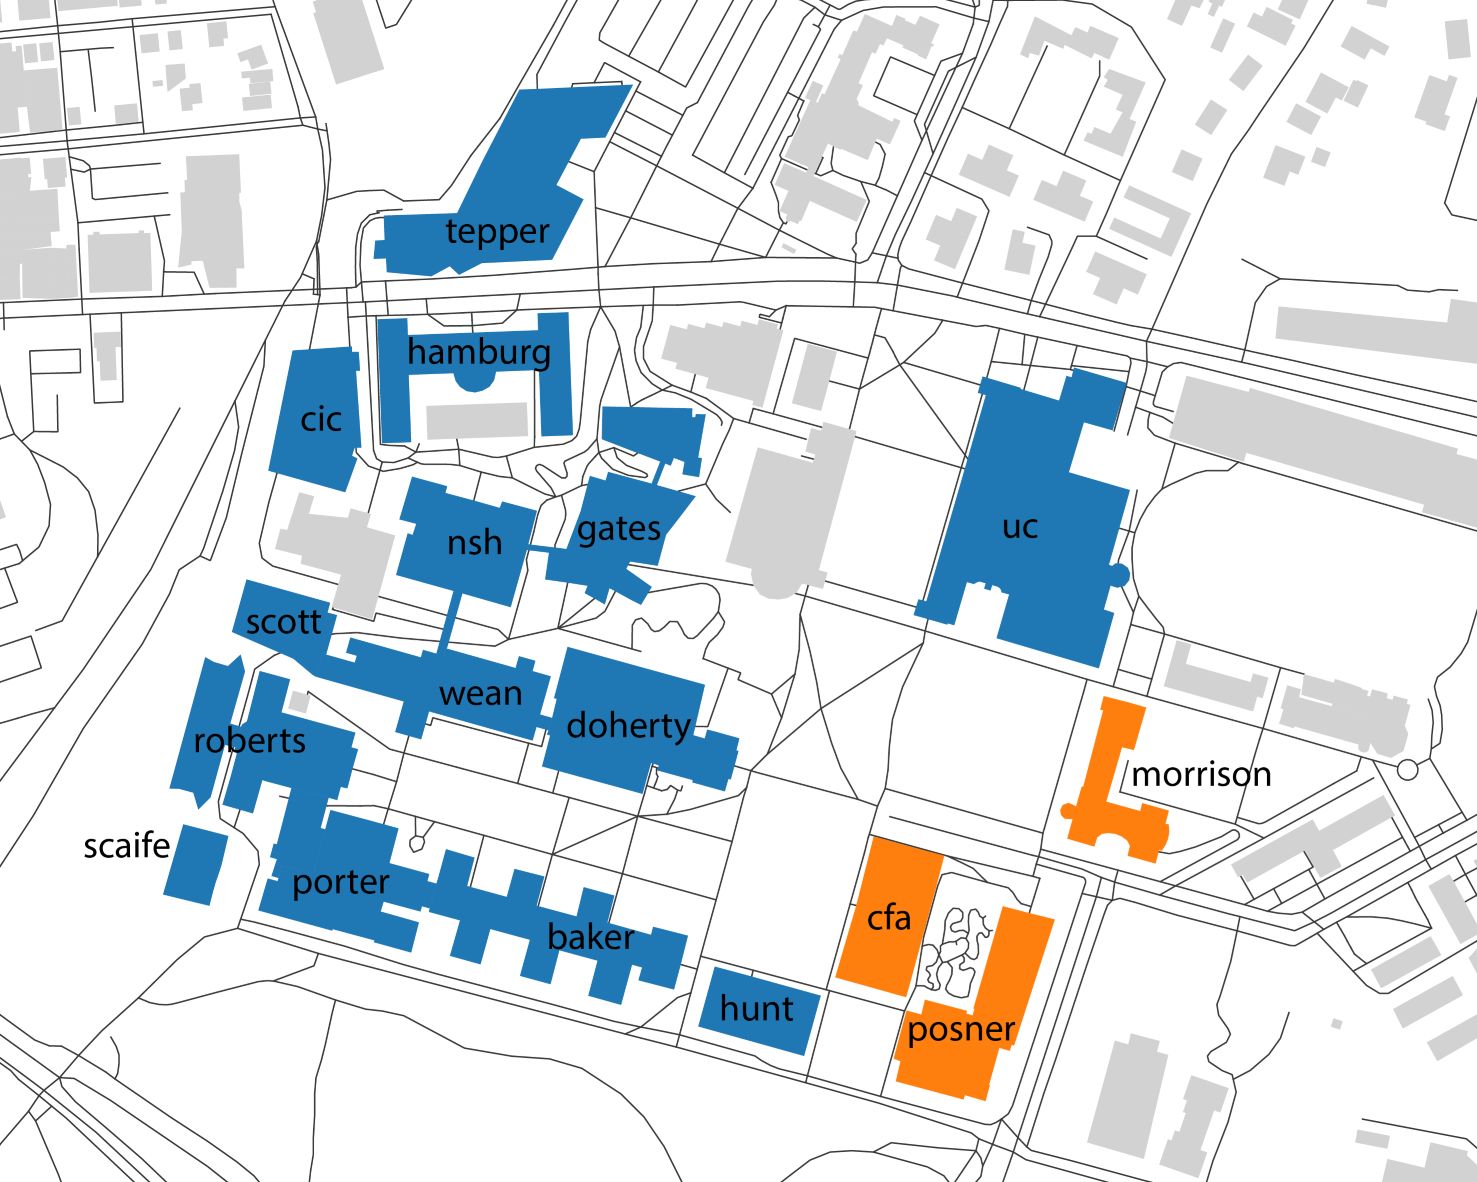 tepper
hamburg
cic
nsh
gates
uc
scott
wean
doherty
roberts
morrison
scaife
porter
cfa
baker
hunt
posner